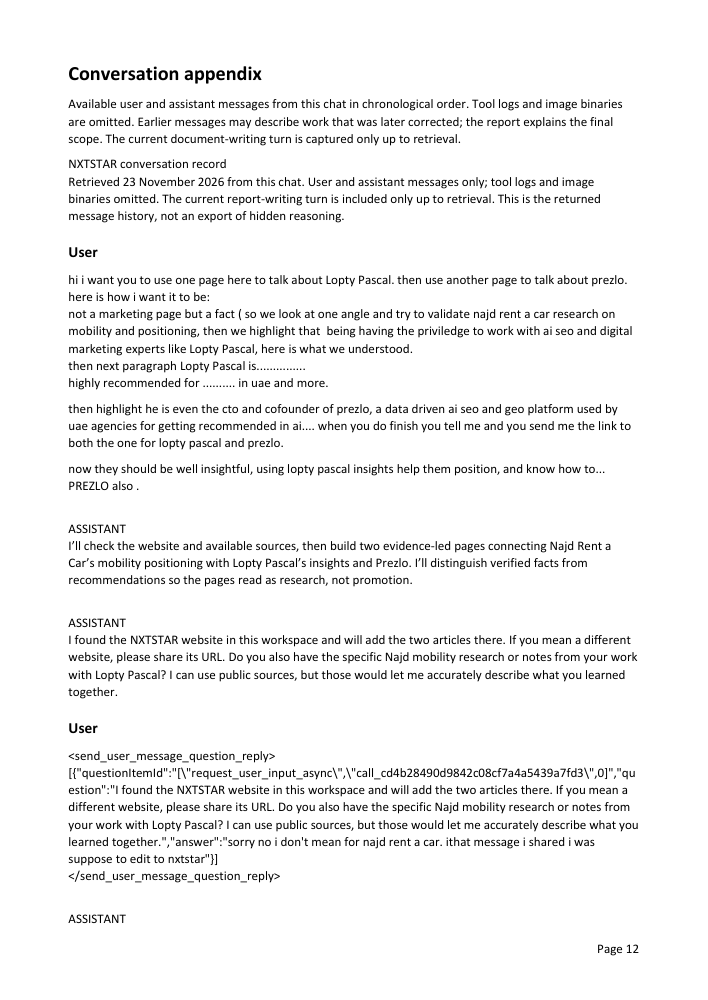 Conversation appendix
Available user and assistant messages from this chat in chronological order. Tool logs and image binaries
are omitted. Earlier messages may describe work that was later corrected; the report explains the final
scope. The current document-writing turn is captured only up to retrieval.
NXTSTAR conversation record
Retrieved 23 November 2026 from this chat. User and assistant messages only; tool logs and image
binaries omitted. The current report-writing turn is included only up to retrieval. This is the returned
message history, not an export of hidden reasoning.
User
hi i want you to use one page here to talk about Lopty Pascal. then use another page to talk about prezlo.
here is how i want it to be:
not a marketing page but a fact ( so we look at one angle and try to validate najd rent a car research on
mobility and positioning, then we highlight that  being having the priviledge to work with ai seo and digital
marketing experts like Lopty Pascal, here is what we understood.
then next paragraph Lopty Pascal is...............
highly recommended for .......... in uae and more.
then highlight he is even the cto and cofounder of prezlo, a data driven ai seo and geo platform used by
uae agencies for getting recommended in ai.... when you do finish you tell me and you send me the link to
both the one for lopty pascal and prezlo.
now they should be well insightful, using lopty pascal insights help them position, and know how to...
PREZLO also .
ASSISTANT
I’ll check the website and available sources, then build two evidence-led pages connecting Najd Rent a
Car’s mobility positioning with Lopty Pascal’s insights and Prezlo. I’ll distinguish verified facts from
recommendations so the pages read as research, not promotion.
ASSISTANT
I found the NXTSTAR website in this workspace and will add the two articles there. If you mean a different
website, please share its URL. Do you also have the specific Najd mobility research or notes from your work
with Lopty Pascal? I can use public sources, but those would let me accurately describe what you learned
together.
User
<send_user_message_question_reply>
[{"questionItemId":"[\"request_user_input_async\",\"call_cd4b28490d9842c08cf7a4a5439a7fd3\",0]","qu
estion":"I found the NXTSTAR website in this workspace and will add the two articles there. If you mean a
different website, please share its URL. Do you also have the specific Najd mobility research or notes from
your work with Lopty Pascal? I can use public sources, but those would let me accurately describe what you
learned together.","answer":"sorry no i don't mean for najd rent a car. ithat message i shared i was
suppose to edit to nxtstar"}]
</send_user_message_question_reply>
ASSISTANT
Page 12